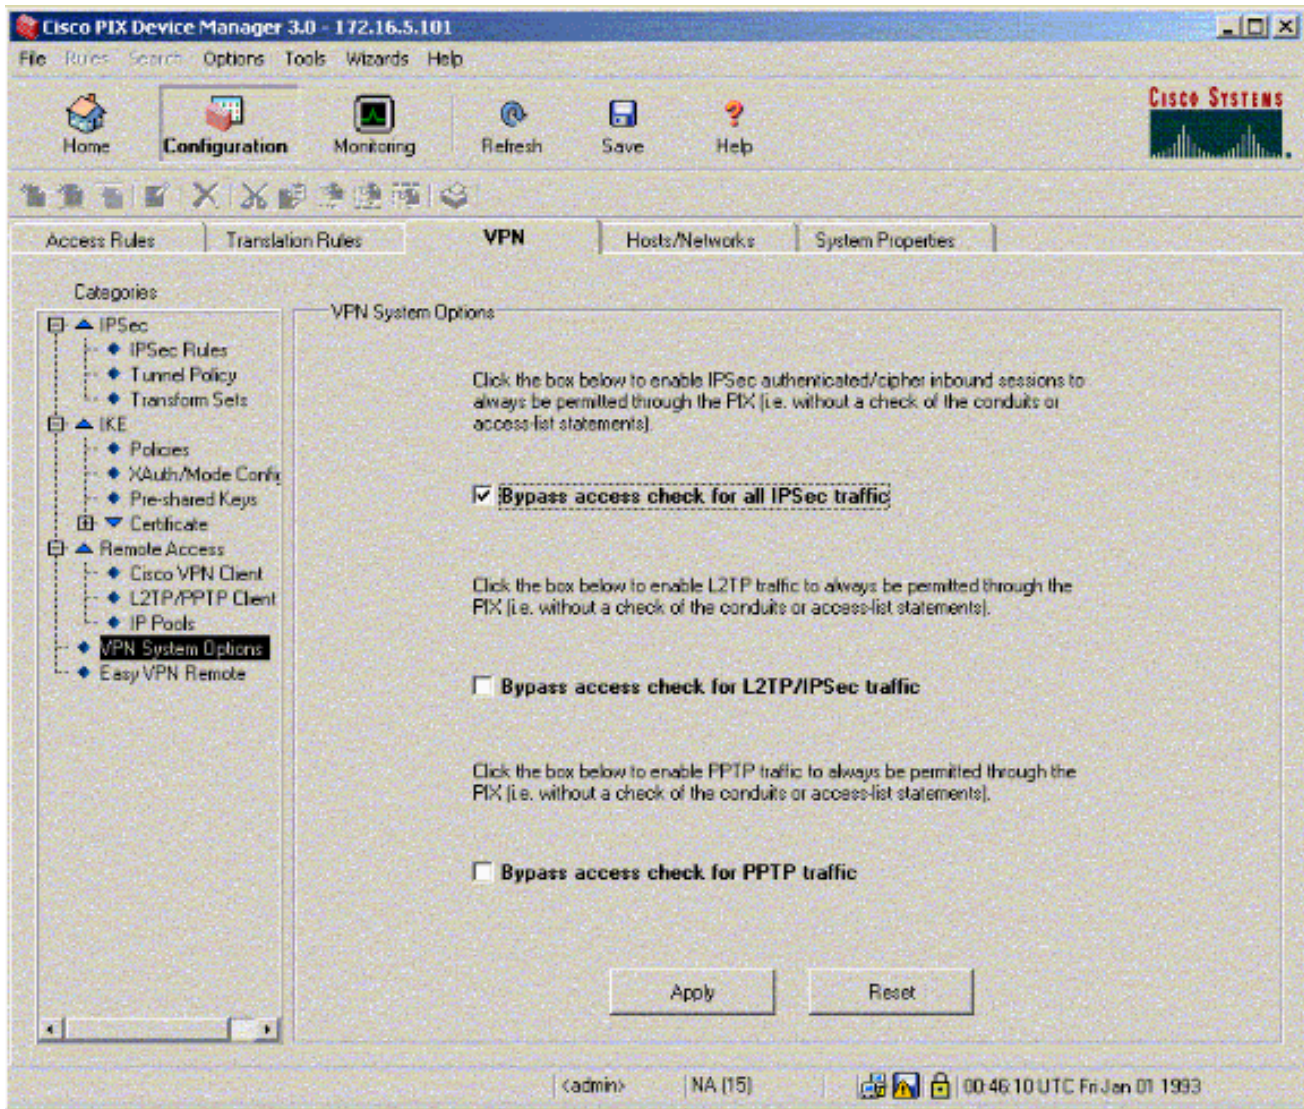 Cisco PIX Device Manager 3.0 - 172.16.5.101
File Rules Search Options Tools Wizards Help
CISCO SYSTEMS
Home Configuration Monitoring Refresh Save Help
Access Rules Translation Rules VPN Hosts/Networks System Properties
Categories
IPSec
IPSec Rules
Tunnel Policy
Transform Sets
IKE
Policies
XAuth/Mode Config
Pre-shared Keys
Certificate
Remote Access
Cisco VPN Client
L2TP/PPTP Client
IP Pools
VPN System Options
Easy VPN Remote
VPN System Options
Click the box below to enable IPSec authenticated/cipher inbound sessions to
always be permitted through the PIX (i.e. without a check of the conduits or
access-list statements).
Bypass access check for all IPSec traffic
Click the box below to enable L2TP traffic to always be permitted through the
PIX (i.e. without a check of the conduits or access-list statements).
Bypass access check for L2TP/IPSec traffic
Click the box below to enable PPTP traffic to always be permitted through the
PIX (i.e. without a check of the conduits or access-list statements).
Bypass access check for PPTP traffic
Apply Reset
<admin> NA (15) 00:46:10 UTC Fri Jan 01 1993